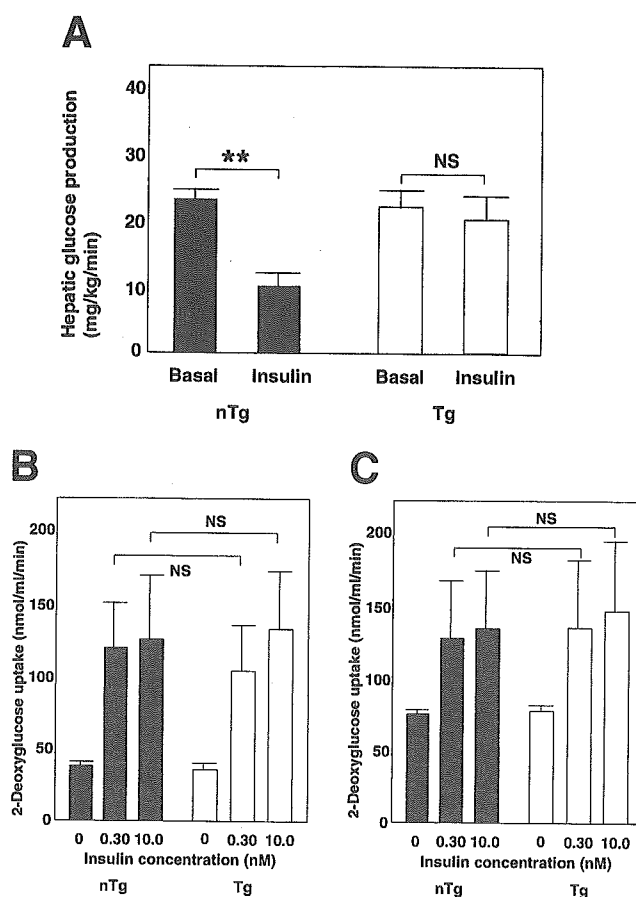 A
Hepatic glucose production
(mg/kg/min)
40
30
20
10
0
**
NS
Basal Insulin Basal Insulin
nTg Tg
B
2-Deoxyglucose uptake (nmol/ml/min)
200
150
100
50
0
NS
NS
0 0.30 10.0 0 0.30 10.0
Insulin concentration (nM)
nTg Tg
C
2-Deoxyglucose uptake (nmol/ml/min)
200
150
100
50
0
NS
NS
0 0.30 10.0 0 0.30 10.0
Insulin concentration (nM)
nTg Tg